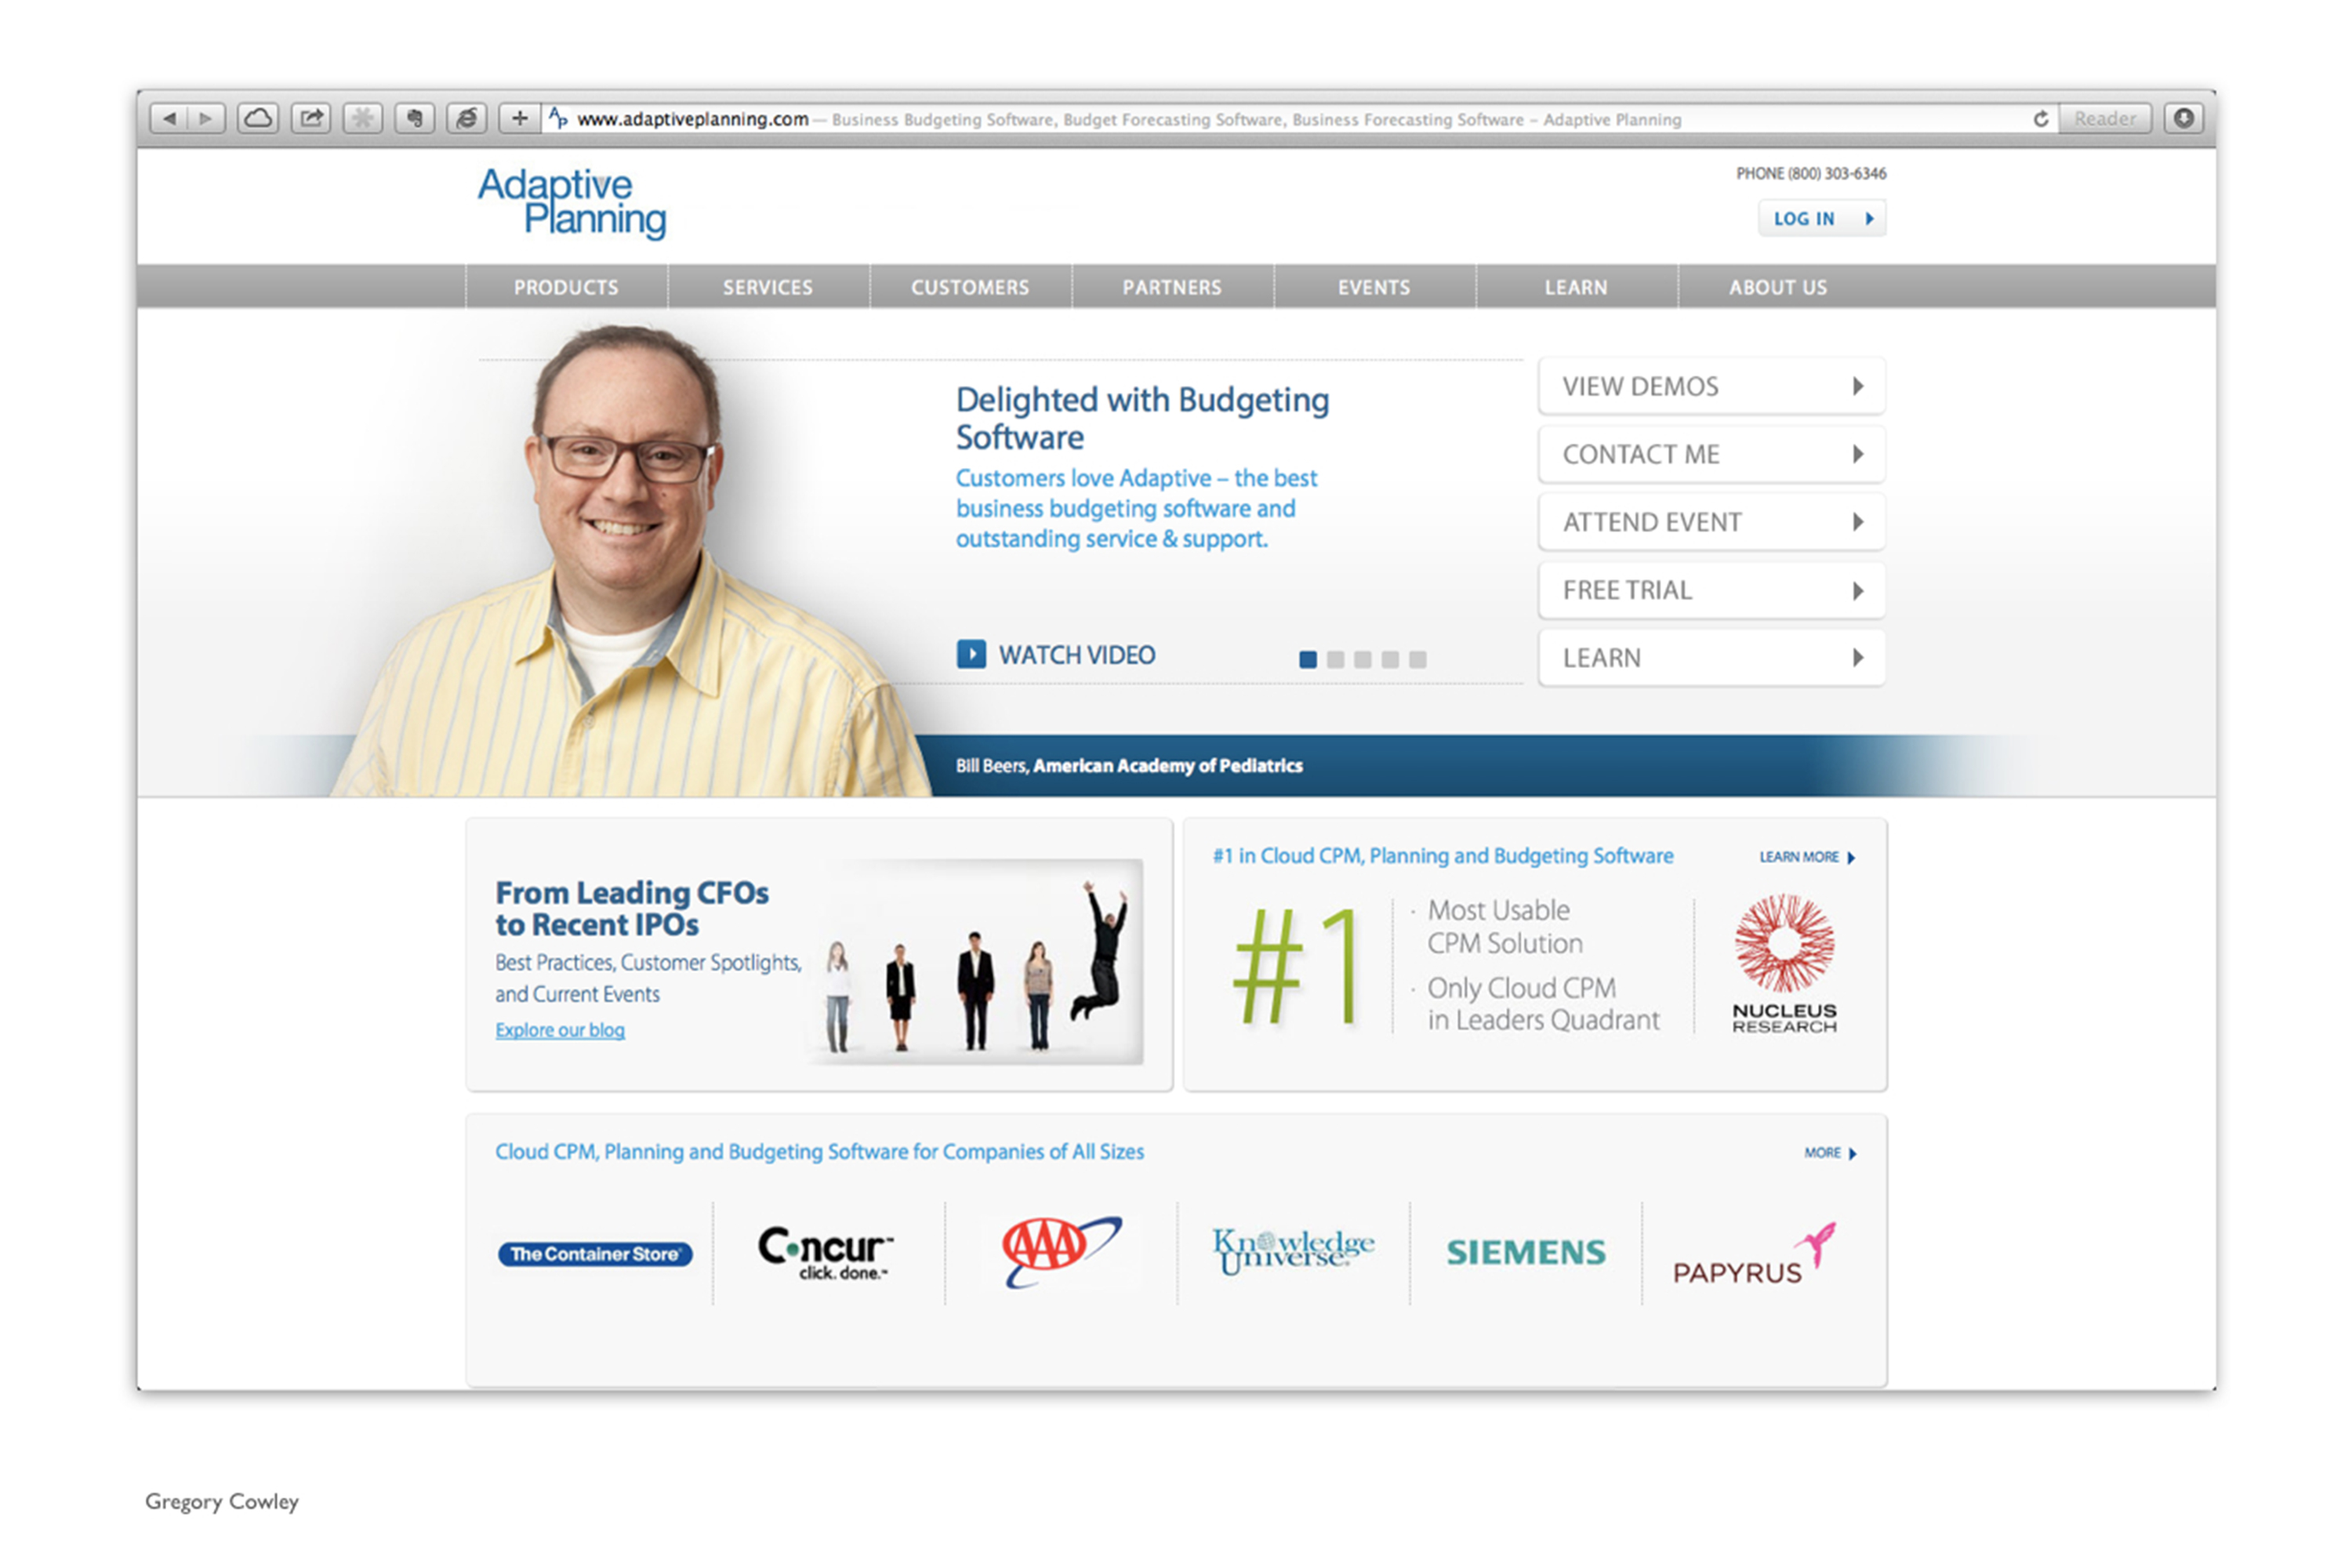 www.adaptiveplanning.com — Business Budgeting Software, Budget Forecasting Software, Business Forecasting Software – Adaptive Planning
Reader
Adaptive
Planning
PHONE (800) 303-6346
LOG IN
PRODUCTS
SERVICES
CUSTOMERS
PARTNERS
EVENTS
LEARN
ABOUT US
Delighted with Budgeting
Software
Customers love Adaptive – the best
business budgeting software and
outstanding service & support.
WATCH VIDEO
VIEW DEMOS
CONTACT ME
ATTEND EVENT
FREE TRIAL
LEARN
Bill Beers, American Academy of Pediatrics
From Leading CFOs
to Recent IPOs
Best Practices, Customer Spotlights,
and Current Events
Explore our blog
#1 in Cloud CPM, Planning and Budgeting Software
LEARN MORE
#1
· Most Usable
CPM Solution
· Only Cloud CPM
in Leaders Quadrant
NUCLEUS
RESEARCH
Cloud CPM, Planning and Budgeting Software for Companies of All Sizes
MORE
The Container Store®
Concur™
click. done.™
AAA
Knowledge
Universe®
SIEMENS
PAPYRUS
Gregory Cowley